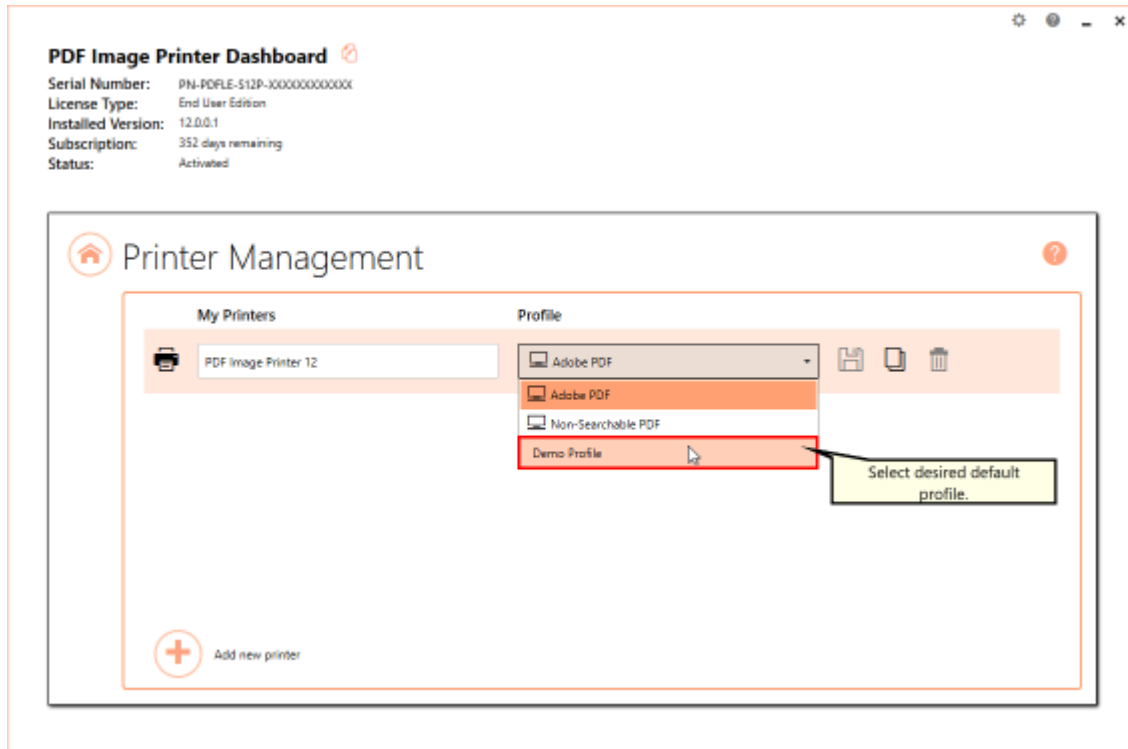 PDF Image Printer Dashboard
Serial Number: PN-PDFLE-S12P-XXXXXXXXXXXX
License Type: End User Edition
Installed Version: 12.0.0.1
Subscription: 352 days remaining
Status: Activated
Printer Management
?
My Printers Profile
PDF Image Printer 12 Adobe PDF
Adobe PDF
Non-Searchable PDF
Demo Profile
Select desired default
profile.
Add new printer